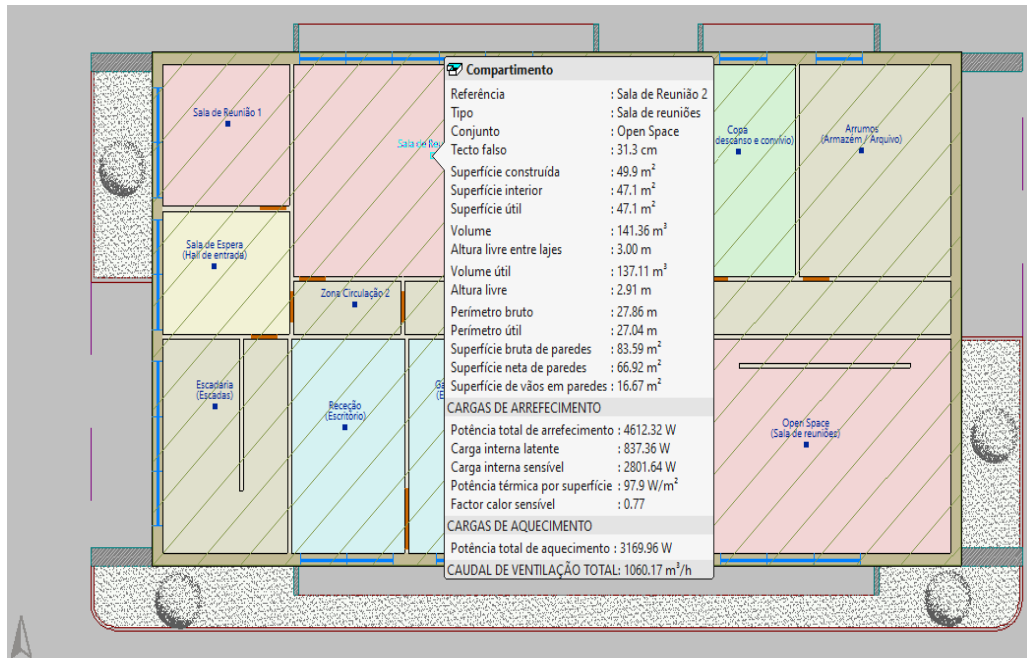 Compartimento
Referência : Sala de Reunião 2
Tipo : Sala de reuniões
Conjunto : Open Space
Tecto falso : 31.3 cm
Superfície construída : 49.9 m²
Superfície interior : 47.1 m²
Superfície útil : 47.1 m²
Volume : 141.36 m³
Altura livre entre lajes : 3.00 m
Volume útil : 137.11 m³
Altura livre : 2.91 m
Perímetro bruto : 27.86 m
Perímetro útil : 27.04 m
Superfície bruta de paredes : 83.59 m²
Superfície neta de paredes : 66.92 m²
Superfície de vãos em paredes : 16.67 m²
CARGAS DE ARREFECIMENTO
Potência total de arrefecimento : 4612.32 W
Carga interna latente : 837.36 W
Carga interna sensível : 2801.64 W
Potência térmica por superfície : 97.9 W/m²
Factor calor sensível : 0.77
CARGAS DE AQUECIMENTO
Potência total de aquecimento : 3169.96 W
CAUDAL DE VENTILAÇÃO TOTAL: 1060.17 m³/h
Sala de Reunião 1
Sala de
Copa
descanso e convívio)
Arrumos
(Armazém / Arquivo)
Sala de Espera
(Hall de entrada)
Zona Circulação 2
Escadaria
(Escadas)
Receção
(Escritório)
Open Space
(Sala de reuniões)